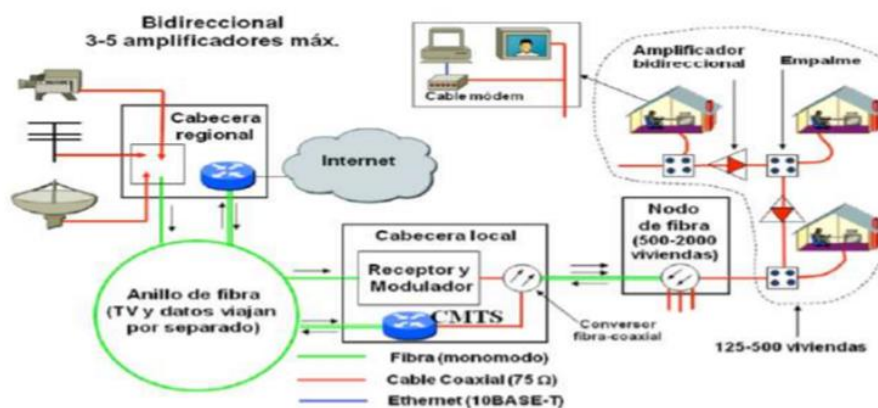 Bidireccional
3-5 amplificadores máx.
Cabecera
regional
Internet
Cable módem
Amplificador
bidireccional
Empalme
Anillo de fibra
(TV y datos viajan
por separado)
Cabecera local
Receptor y
Modulador
CMTS
Conversor
fibra-coaxial
Nodo
de fibra
(500-2000
viviendas)
125-500 viviendas
Fibra (monomodo)
Cable Coaxial (75 Ω)
Ethernet (10BASE-T)